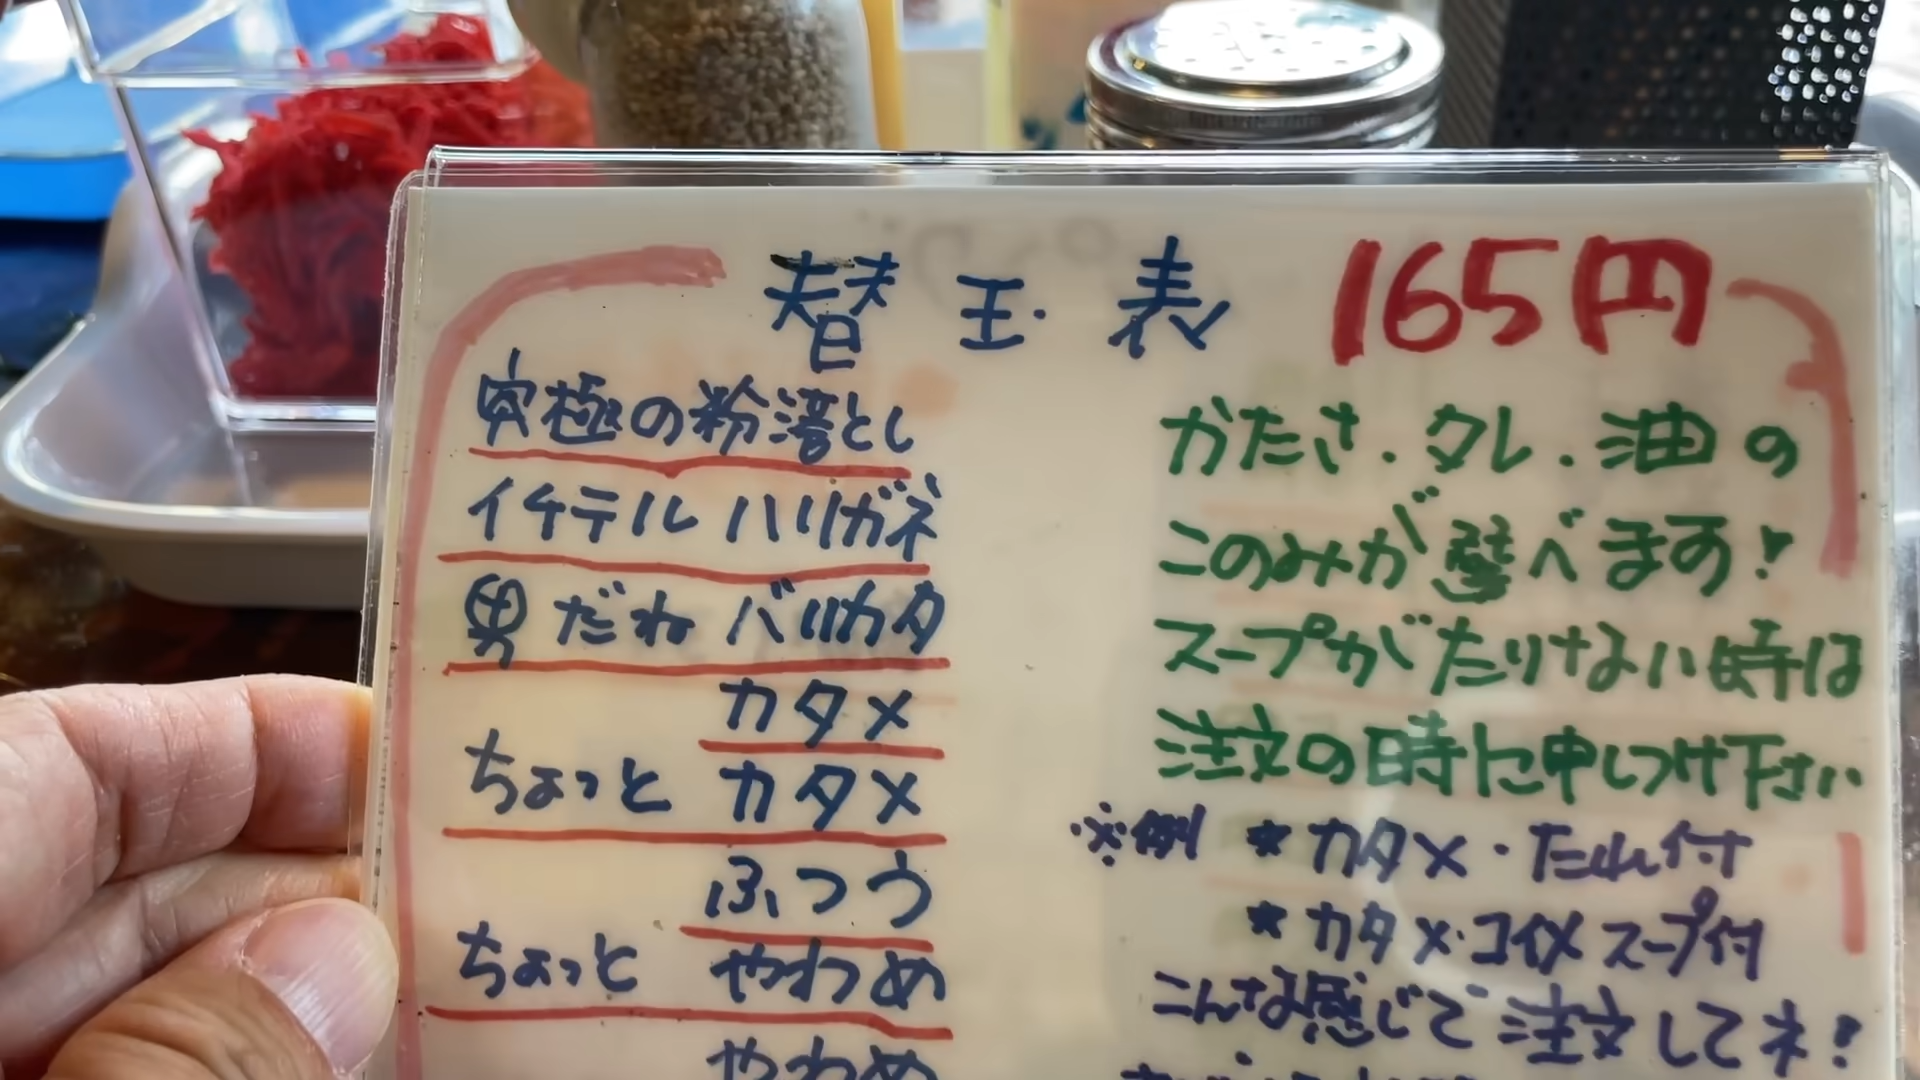 替玉表 165円
究極の粉落とし
イチテル ハリガネ
男だね バリカタ
カタメ
ちょっと カタメ
ふつう
ちょっと やわめ
やわめ
かたさ.タレ.油の
このみが選べます!
スープがたりない時は
注文の時に申しつけ下さい
※例 *カタメ・たれ付
*カタメ・コイメスープ付
こんな感じで注文してネ!